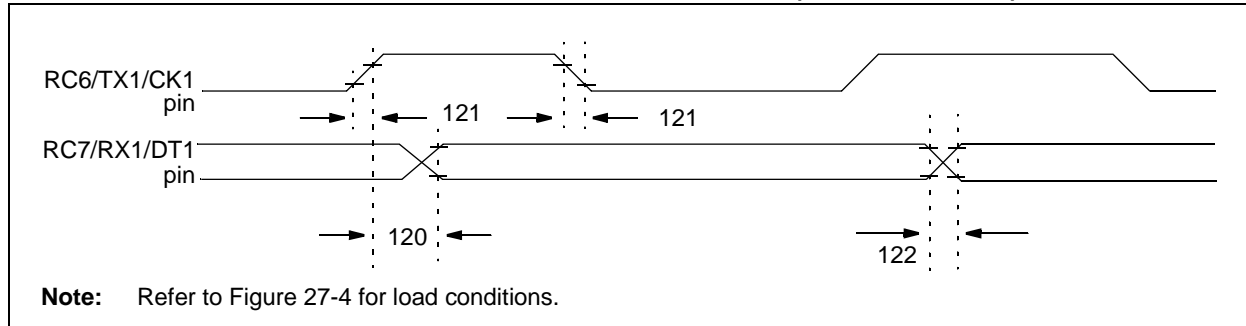 RC6/TX1/CK1
pin
121
121
RC7/RX1/DT1
pin
120
122
Note: Refer to Figure 27-4 for load conditions.